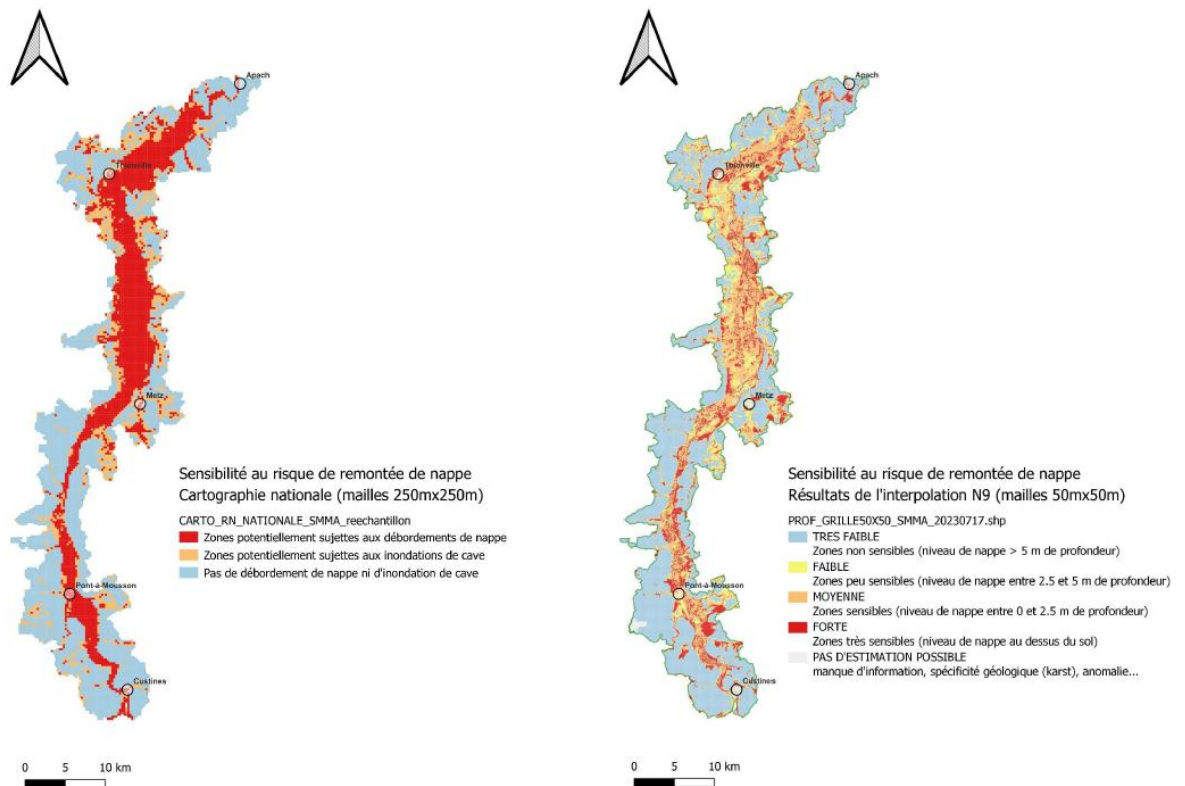 Apach
Thionville
Metz
Pont-à-Mousson
Custines
Sensibilité au risque de remontée de nappe
Cartographie nationale (mailles 250mx250m)
CARTO_RN_NATIONALE_SMMA_reechantillon
Zones potentiellement sujettes aux débordements de nappe
Zones potentiellement sujettes aux inondations de cave
Pas de débordement de nappe ni d'inondation de cave
0 5 10 km
Apach
Thionville
Metz
Pont-à-Mousson
Custines
Sensibilité au risque de remontée de nappe
Résultats de l'interpolation N9 (mailles 50mx50m)
PROF_GRILLE50X50_SMMA_20230717.shp
TRES FAIBLE
Zones non sensibles (niveau de nappe > 5 m de profondeur)
FAIBLE
Zones peu sensibles (niveau de nappe entre 2.5 et 5 m de profondeur)
MOYENNE
Zones sensibles (niveau de nappe entre 0 et 2.5 m de profondeur)
FORTE
Zones très sensibles (niveau de nappe au dessus du sol)
PAS D'ESTIMATION POSSIBLE
manque d'information, spécificité géologique (karst), anomalie...
0 5 10 km